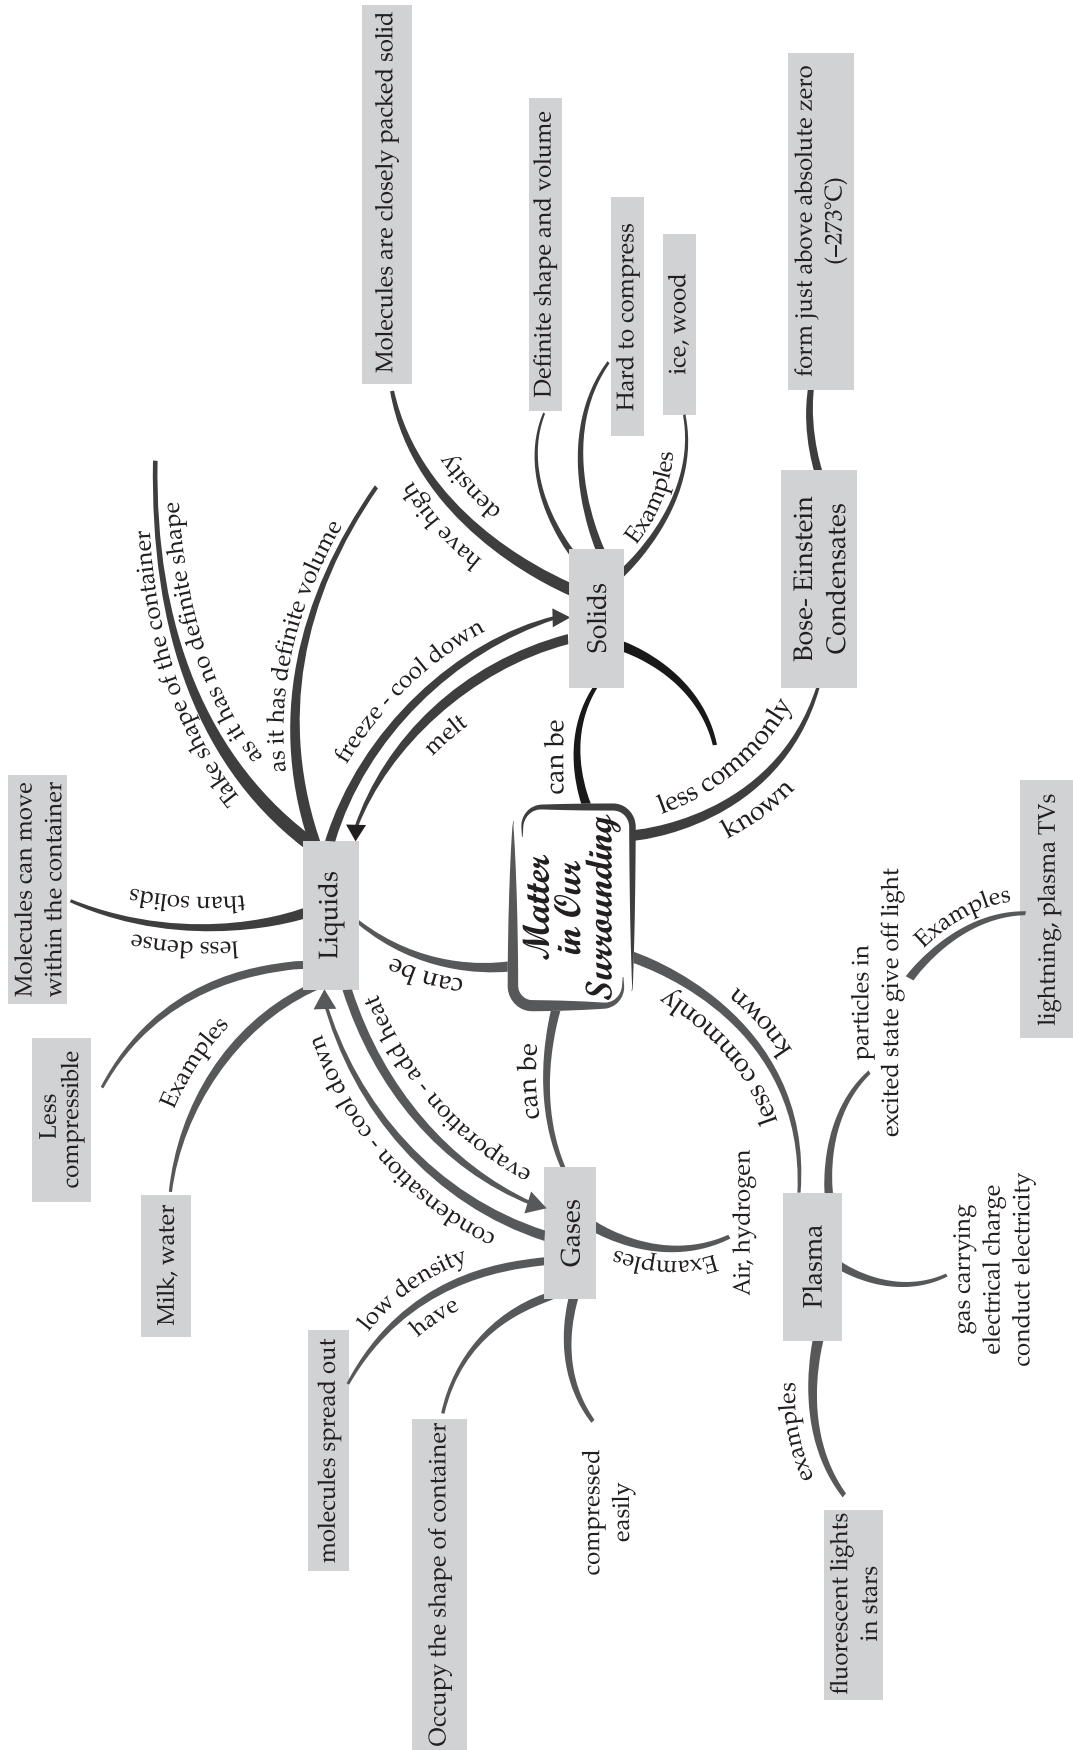 Matter
in Our
Surrounding
can be
Solids
have high
density
Molecules are closely packed solid
Definite shape and volume
Hard to compress
Examples
ice, wood
freeze - cool down
melt
can be
Liquids
Take shape of the container
as it has no definite shape
as it has definite volume
less dense
than solids
Molecules can move
within the container
Less
compressible
Examples
Milk, water
evaporation - add heat
condensation - cool down
can be
Gases
have
low density
molecules spread out
Occupy the shape of container
compressed
easily
Examples
Air, hydrogen
less commonly
known
Plasma
examples
fluorescent lights
in stars
gas carrying
electrical charge
conduct electricity
particles in
excited state give off light
Examples
lightning, plasma TVs
less commonly
known
Bose- Einstein
Condensates
form just above absolute zero
(–273°C)